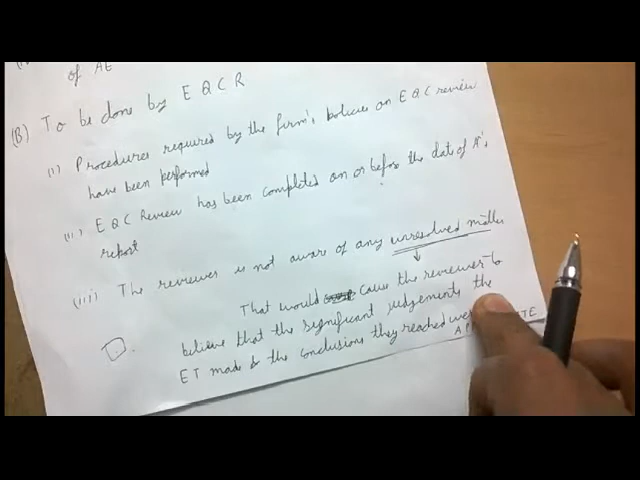 of AE
(B) To be done by EQCR
(i) Procedures required by the firm's policies on EQC review
have been performed
(ii) EQC Review has been completed on or before the date of A's
report
(iii) The reviewer is not aware of any unresolved matter
That would cause the reviewer to
believe that the significant judgements the
ET made & the conclusions they reached